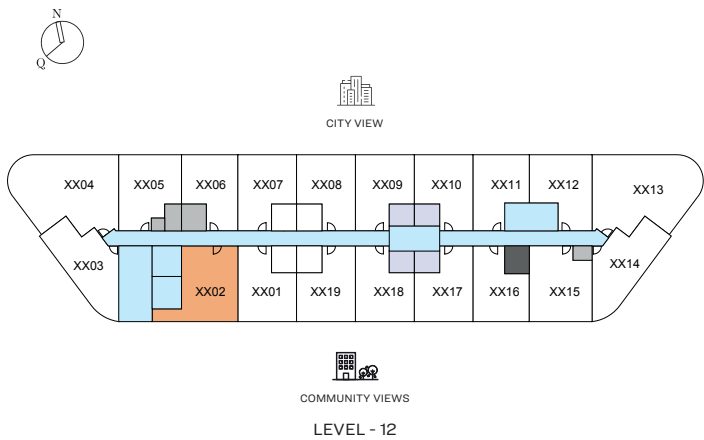 N
Q
CITY VIEW
XX04 XX05 XX06 XX07 XX08 XX09 XX10 XX11 XX12 XX13
XX03 XX14
XX02 XX01 XX19 XX18 XX17 XX16 XX15
COMMUNITY VIEWS
LEVEL - 12